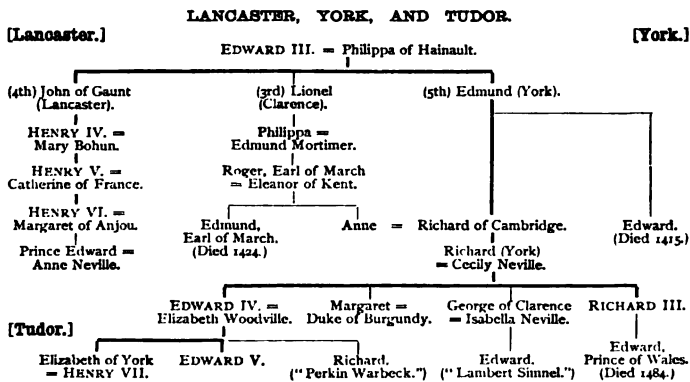 LANCASTER, YORK, AND TUDOR.
[Lancaster.]
[York.]
EDWARD III. = Philippa of Hainault.
(4th) John of Gaunt
(Lancaster).
(3rd) Lionel
(Clarence).
(5th) Edmund (York).
HENRY IV. =
Mary Bohun.
Philippa =
Edmund Mortimer.
HENRY V. =
Catherine of France.
Roger, Earl of March
= Eleanor of Kent.
HENRY VI. =
Margaret of Anjou.
Edmund,
Earl of March.
(Died 1424.)
Anne = Richard of Cambridge.
Edward.
(Died 1415.)
Prince Edward =
Anne Neville.
Richard (York)
= Cecily Neville.
EDWARD IV. =
Elizabeth Woodville.
Margaret =
Duke of Burgundy.
George of Clarence
= Isabella Neville.
RICHARD III.
[Tudor.]
Elizabeth of York
= HENRY VII.
EDWARD V.
Richard.
("Perkin Warbeck.")
Edward.
("Lambert Simnel.")
Edward,
Prince of Wales.
(Died 1484.)